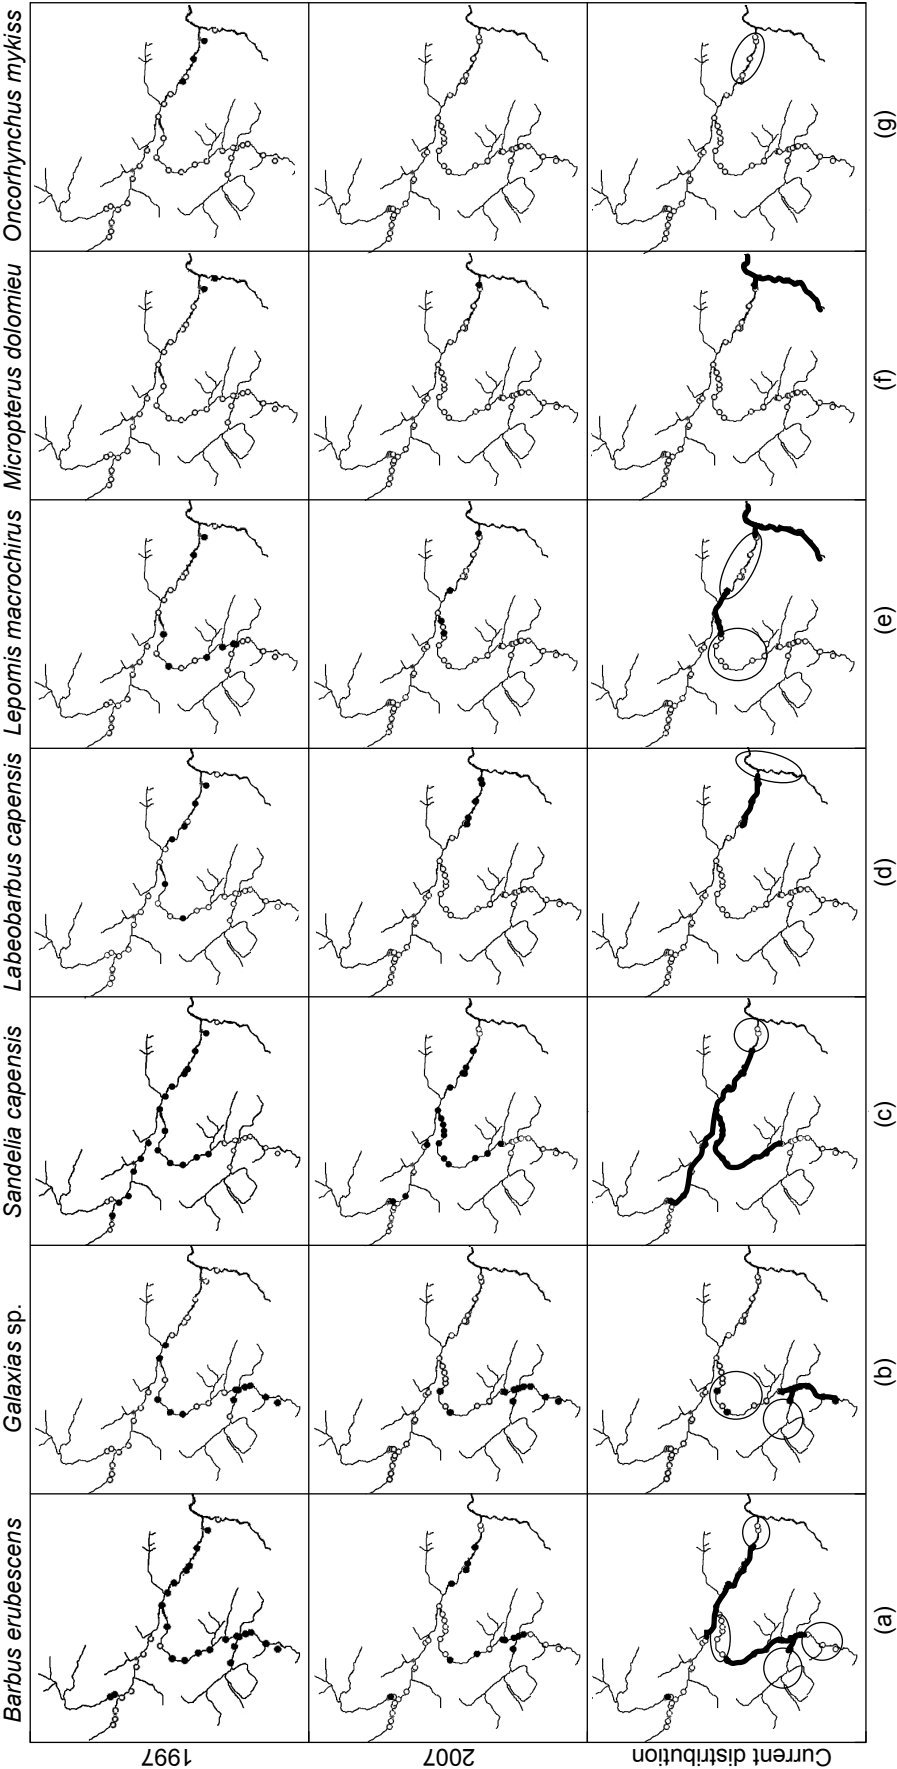 Barbus erubescens
Galaxias sp.
Sandelia capensis
Labeobarbus capensis
Lepomis macrochirus
Micropterus dolomieu
Oncorhynchus mykiss
1997
2007
Current distribution
(a)
(b)
(c)
(d)
(e)
(f)
(g)